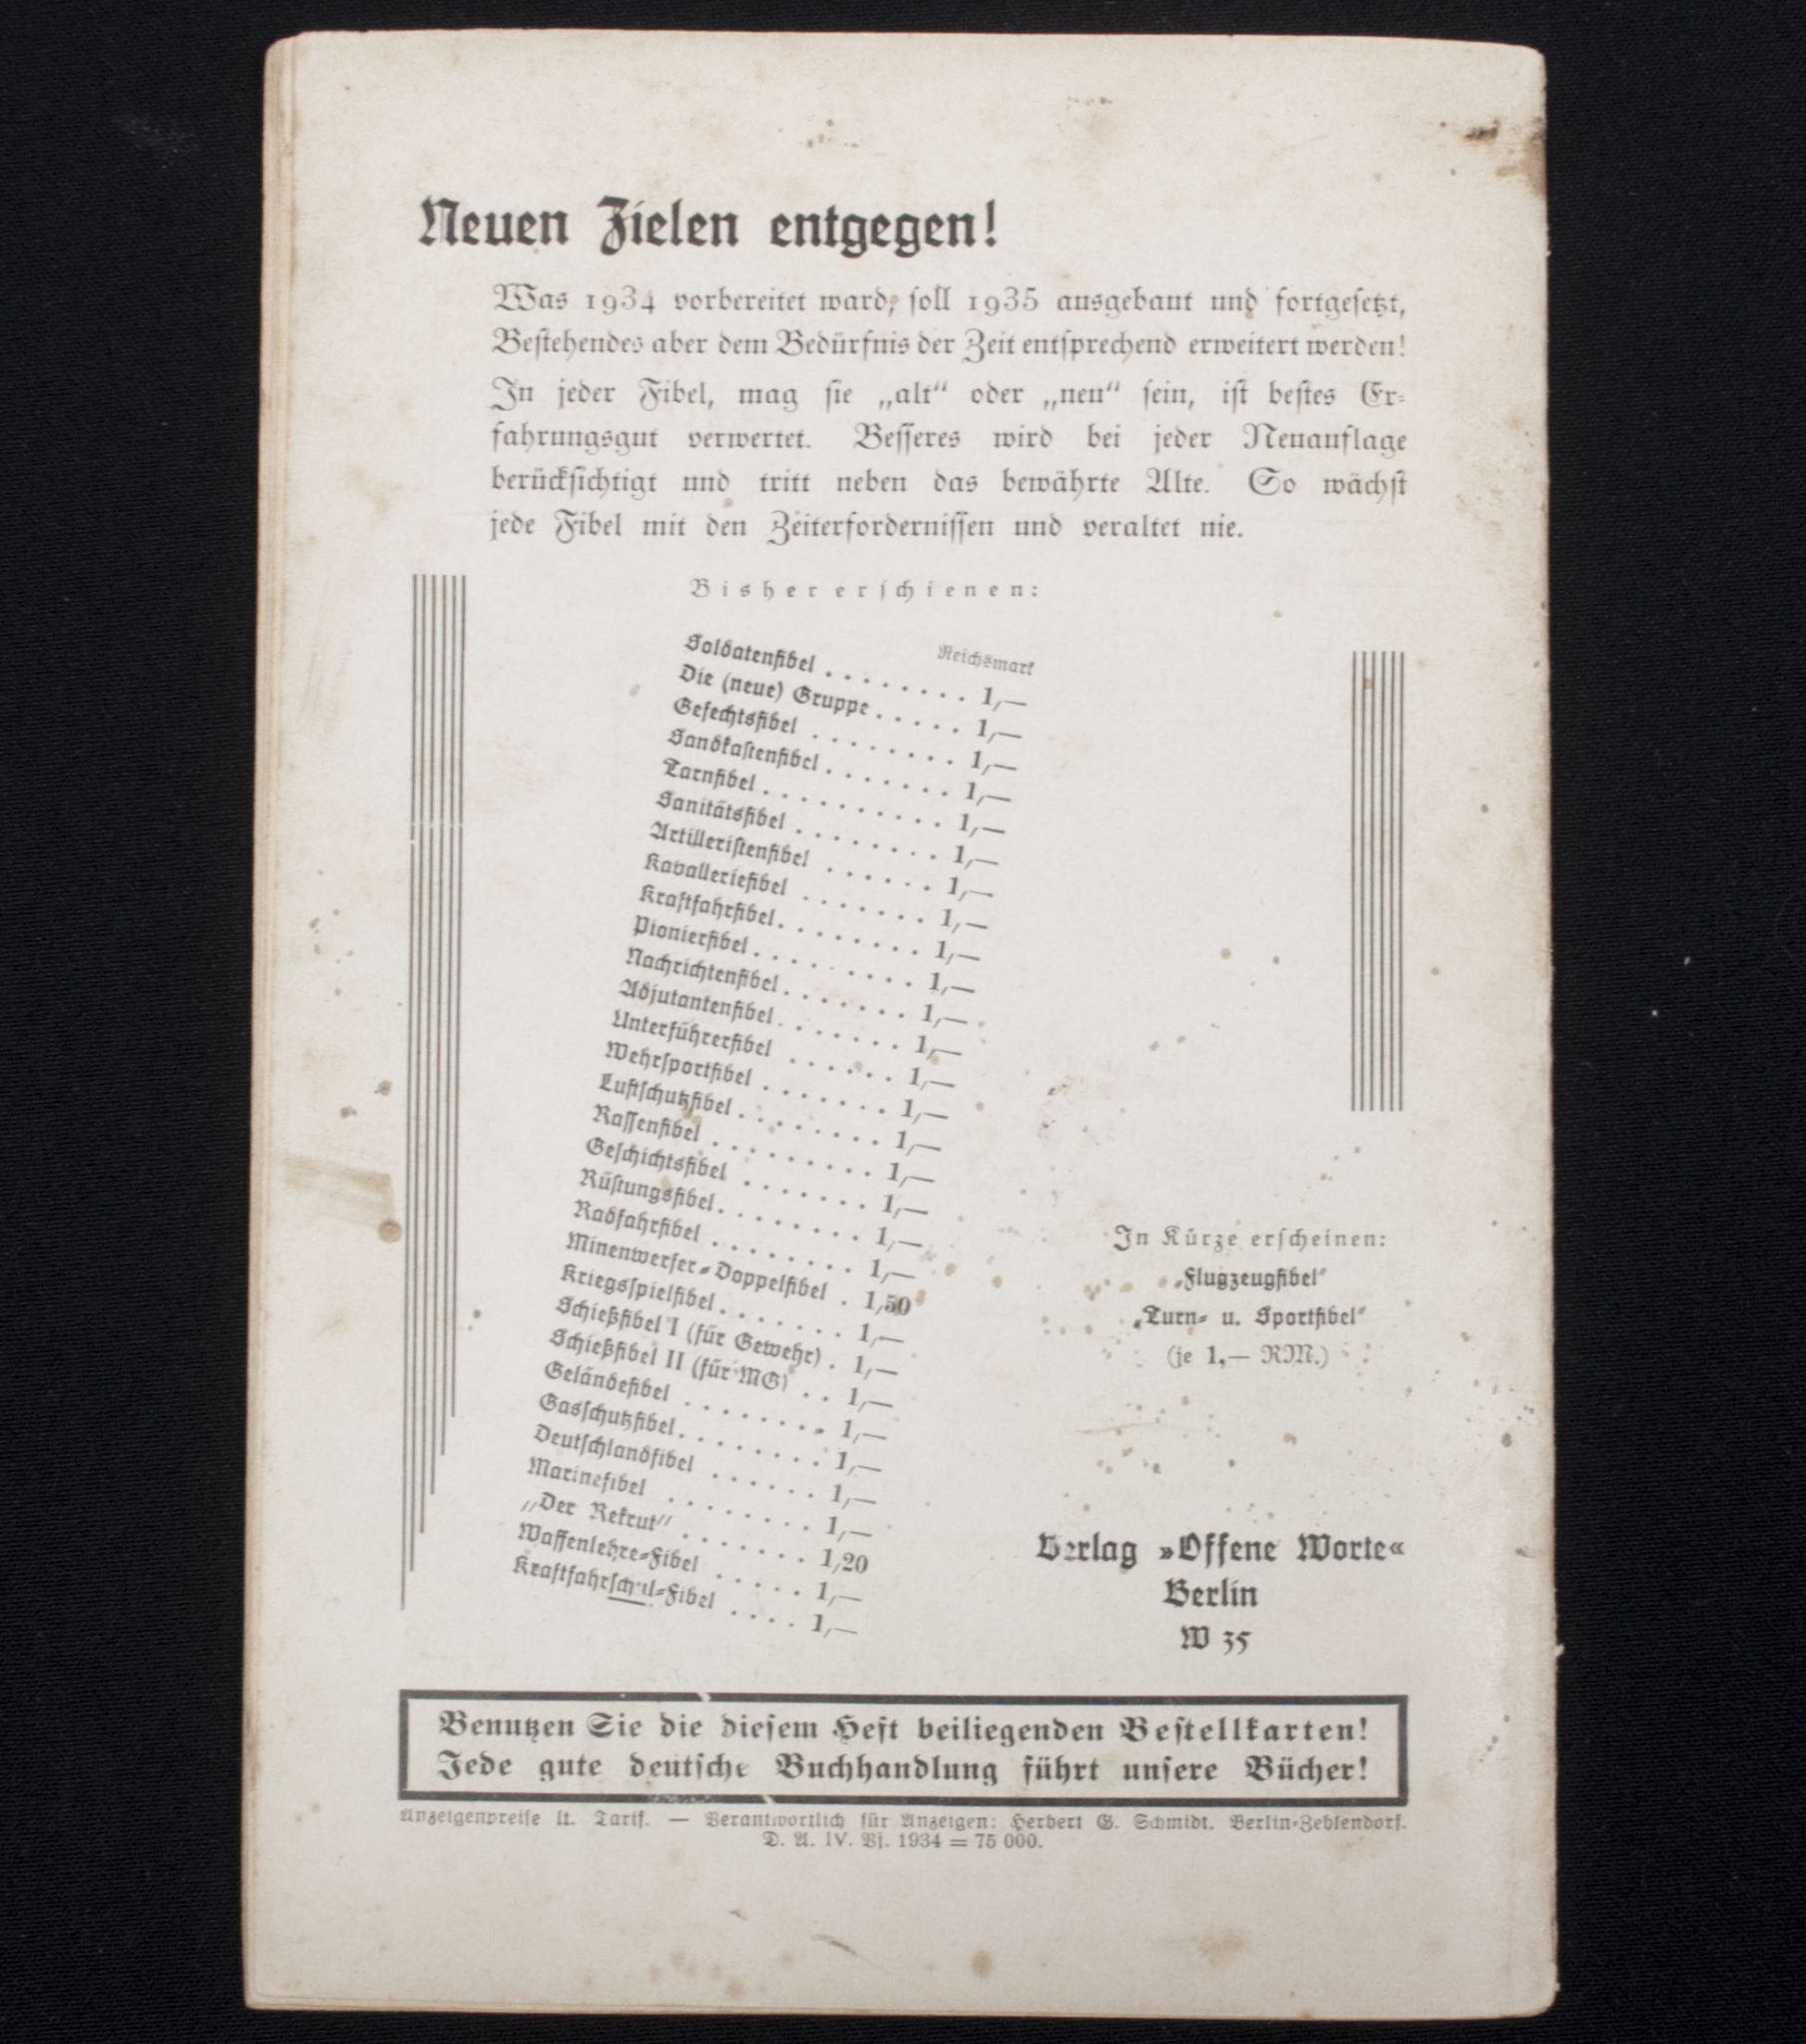 Neuen Zielen entgegen!
Was 1934 vorbereitet ward, soll 1935 ausgebaut und fortgesetzt,
Bestehendes aber dem Bedürfnis der Zeit entsprechend erweitert werden!
In jeder Fibel, mag sie „alt“ oder „neu“ sein, ist bestes Er-
fahrungsgut verwertet. Besseres wird bei jeder Neuauflage
berücksichtigt und tritt neben das bewährte Alte. So wächst
jede Fibel mit den Zeiterfordernissen und veraltet nie.
Bisher erschienen:
Reichsmark
Soldatenfibel . . . . . . . . 1,—
Die (neue) Gruppe . . . . . 1,—
Gefechtsfibel . . . . . . . . 1,—
Sandkastenfibel . . . . . . . 1,—
Tarnfibel . . . . . . . . . . 1,—
Sanitätsfibel . . . . . . . . 1,—
Artilleristenfibel . . . . . . 1,—
Kavalleriefibel . . . . . . . 1,—
Kraftfahrfibel . . . . . . . . 1,—
Pionierfibel . . . . . . . . . 1,—
Nachrichtenfibel . . . . . . . 1,—
Adjutantenfibel . . . . . . . 1,—
Unterführerfibel . . . . . . 1,—
Wehrsportfibel . . . . . . . 1,—
Luftschutzfibel . . . . . . . . 1,—
Rassenfibel . . . . . . . . . 1,—
Geschichtsfibel . . . . . . . 1,—
Rüstungsfibel . . . . . . . . 1,—
Radfahrfibel . . . . . . . . 1,—
Minenwerfer-Doppelfibel . 1,50
Kriegsspielfibel . . . . . . . 1,—
Schießfibel I (für Gewehr) . 1,—
Schießfibel II (für MG) . . 1,—
Geländefibel . . . . . . . . 1,—
Gasschutzfibel . . . . . . . . 1,—
Deutschlandfibel . . . . . . 1,—
Marinefibel . . . . . . . . 1,—
„Der Rekrut“ . . . . . . . 1,20
Waffenlehre-Fibel . . . . . 1,—
Kraftfahrschul-Fibel . . . . 1,—
In Kürze erscheinen:
„Flugzeugfibel“
„Turn- u. Sportfibel“
(je 1,— RM.)
Verlag »Offene Worte«
Berlin
W 35
Benutzen Sie die diesem Heft beiliegenden Bestellkarten!
Jede gute deutsche Buchhandlung führt unsere Bücher!
Anzeigenpreise lt. Tarif. — Verantwortlich für Anzeigen: Herbert G. Schmidt, Berlin-Zehlendorf.
D. A. IV. Vj. 1934 = 75 000.